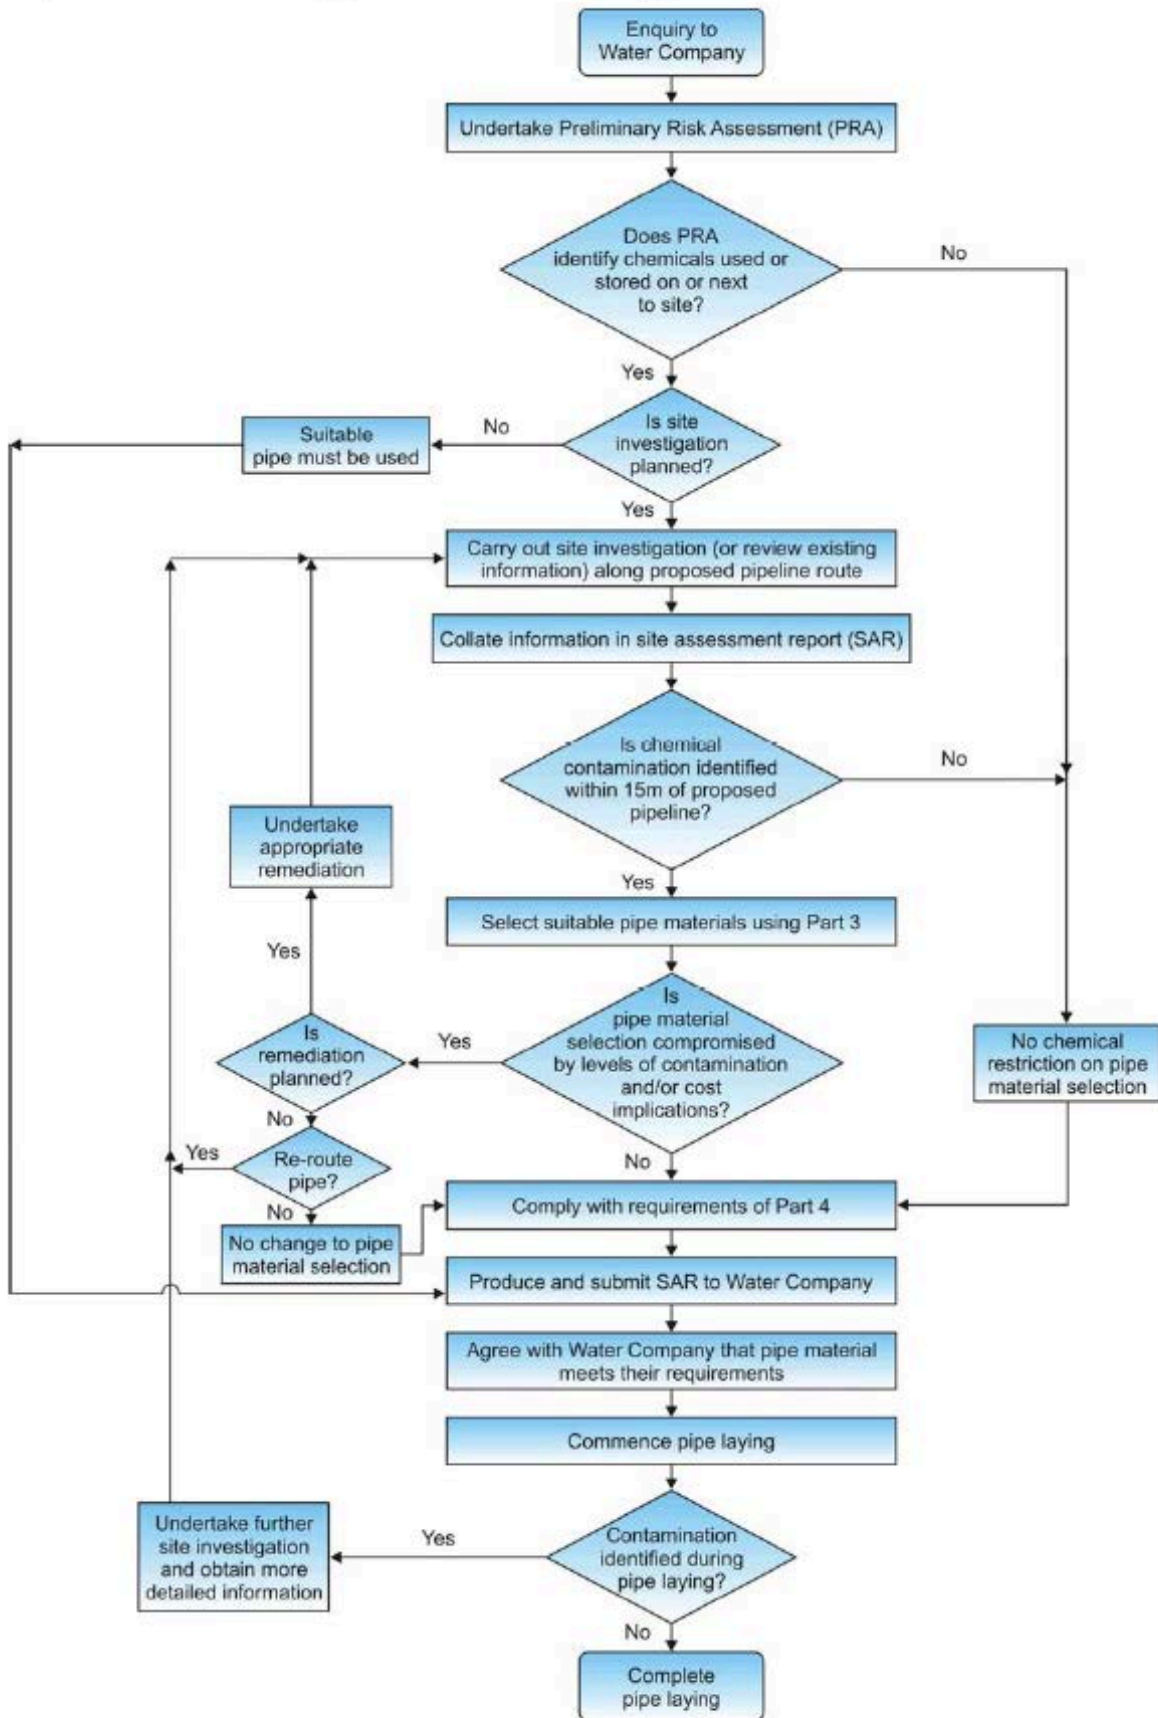 Enquiry to
Water Company
Undertake Preliminary Risk Assessment (PRA)
Does PRA
identify chemicals used or
stored on or next
to site?
No
Yes
Is site
investigation
planned?
No
Suitable
pipe must be used
Yes
Carry out site investigation (or review existing
information) along proposed pipeline route
Collate information in site assessment report (SAR)
Is chemical
contamination identified
within 15m of proposed
pipeline?
No
Undertake
appropriate
remediation
Yes
Select suitable pipe materials using Part 3
Yes
Is
pipe material
selection compromised
by levels of contamination
and/or cost
implications?
Yes
Is
remediation
planned?
No chemical
restriction on pipe
material selection
No
Yes
Re-route
pipe?
No
No
Comply with requirements of Part 4
No change to pipe
material selection
Produce and submit SAR to Water Company
Agree with Water Company that pipe material
meets their requirements
Commence pipe laying
Contamination
identified during
pipe laying?
Yes
Undertake further
site investigation
and obtain more
detailed information
No
Complete
pipe laying